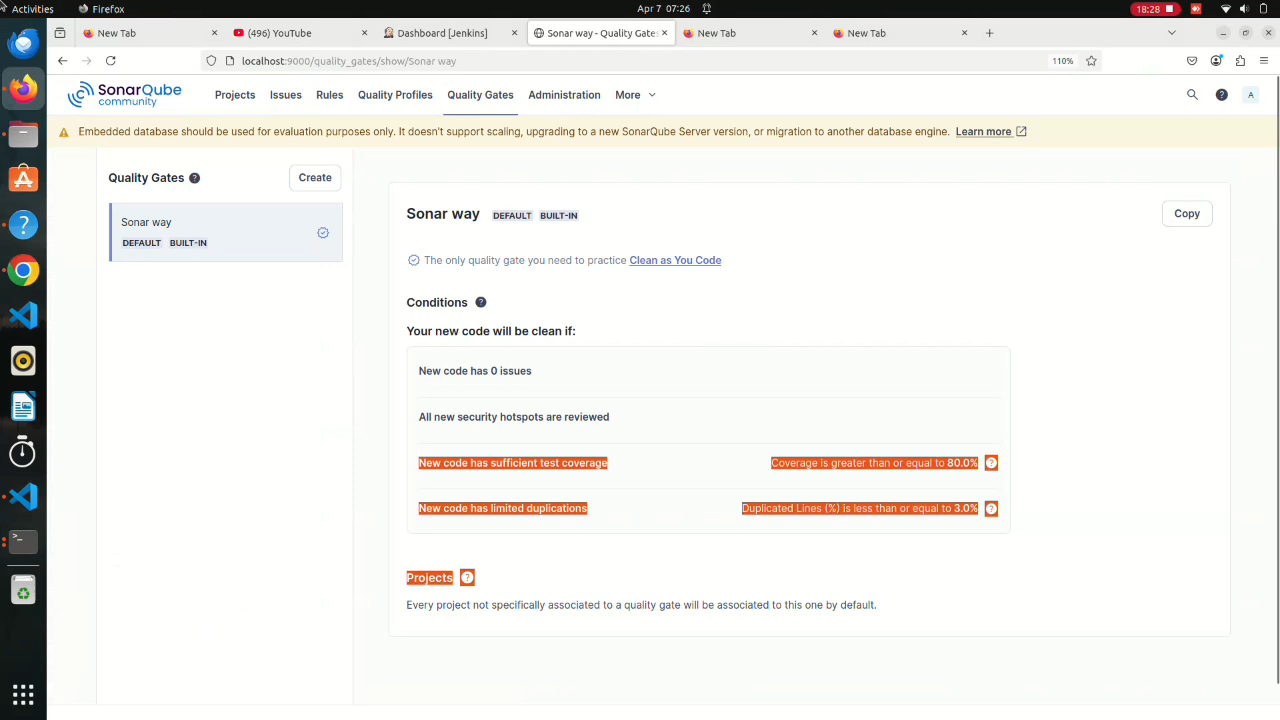 Activities
Firefox
Apr 7 07:26
18:28
New Tab
(496) YouTube
Dashboard [Jenkins]
Sonar way - Quality Gates
New Tab
New Tab
localhost:9000/quality_gates/show/Sonar way
110%
SonarQube
community
Projects
Issues
Rules
Quality Profiles
Quality Gates
Administration
More
A
Embedded database should be used for evaluation purposes only. It doesn't support scaling, upgrading to a new SonarQube Server version, or migration to another database engine. Learn more
Quality Gates
Create
Sonar way
DEFAULT BUILT-IN
Sonar way DEFAULT BUILT-IN
Copy
The only quality gate you need to practice Clean as You Code
Conditions
Your new code will be clean if:
New code has 0 issues
All new security hotspots are reviewed
New code has sufficient test coverage
Coverage is greater than or equal to 80.0%
New code has limited duplications
Duplicated Lines (%) is less than or equal to 3.0%
Projects
Every project not specifically associated to a quality gate will be associated to this one by default.